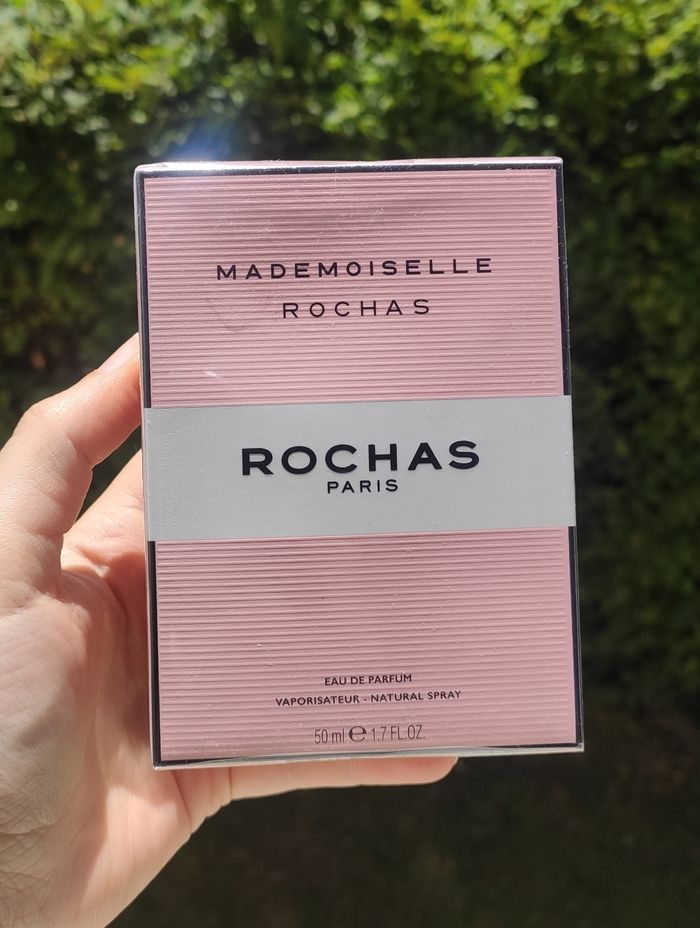 MADEMOISELLE
ROCHAS
ROCHAS
PARIS
EAU DE PARFUM
VAPORISATEUR - NATURAL SPRAY
50 ml ℮ 1.7 FL.OZ.